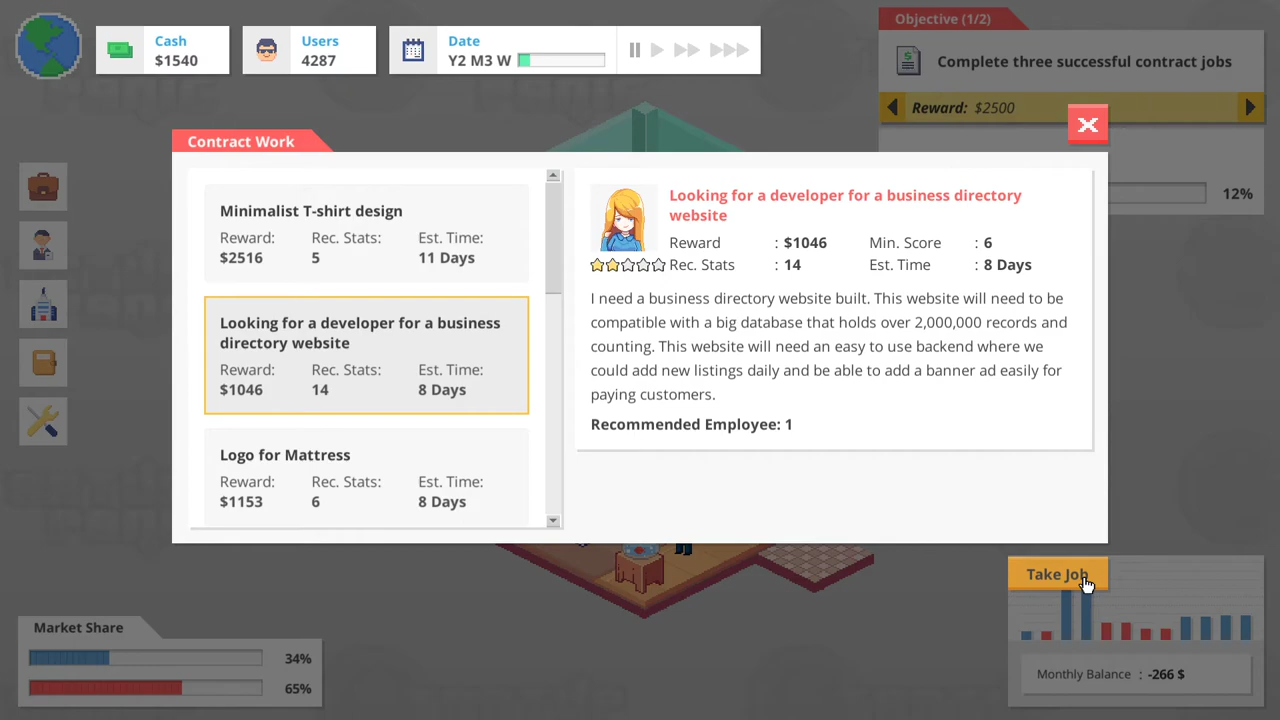 Cash
$1540
Users
4287
Date
Y2 M3 W
Objective (1/2)
Complete three successful contract jobs
Reward: $2500
12%
Contract Work
Minimalist T-shirt design
Reward: Rec. Stats: Est. Time:
$2516 5 11 Days
Looking for a developer for a business
directory website
Reward: Rec. Stats: Est. Time:
$1046 14 8 Days
Logo for Mattress
Reward: Rec. Stats: Est. Time:
$1153 6 8 Days
Looking for a developer for a business directory
website
Reward : $1046 Min. Score : 6
Rec. Stats : 14 Est. Time : 8 Days
I need a business directory website built. This website will need to be
compatible with a big database that holds over 2,000,000 records and
counting. This website will need an easy to use backend where we
could add new listings daily and be able to add a banner ad easily for
paying customers.
Recommended Employee: 1
Take Job
Market Share
34%
65%
Monthly Balance : -266 $